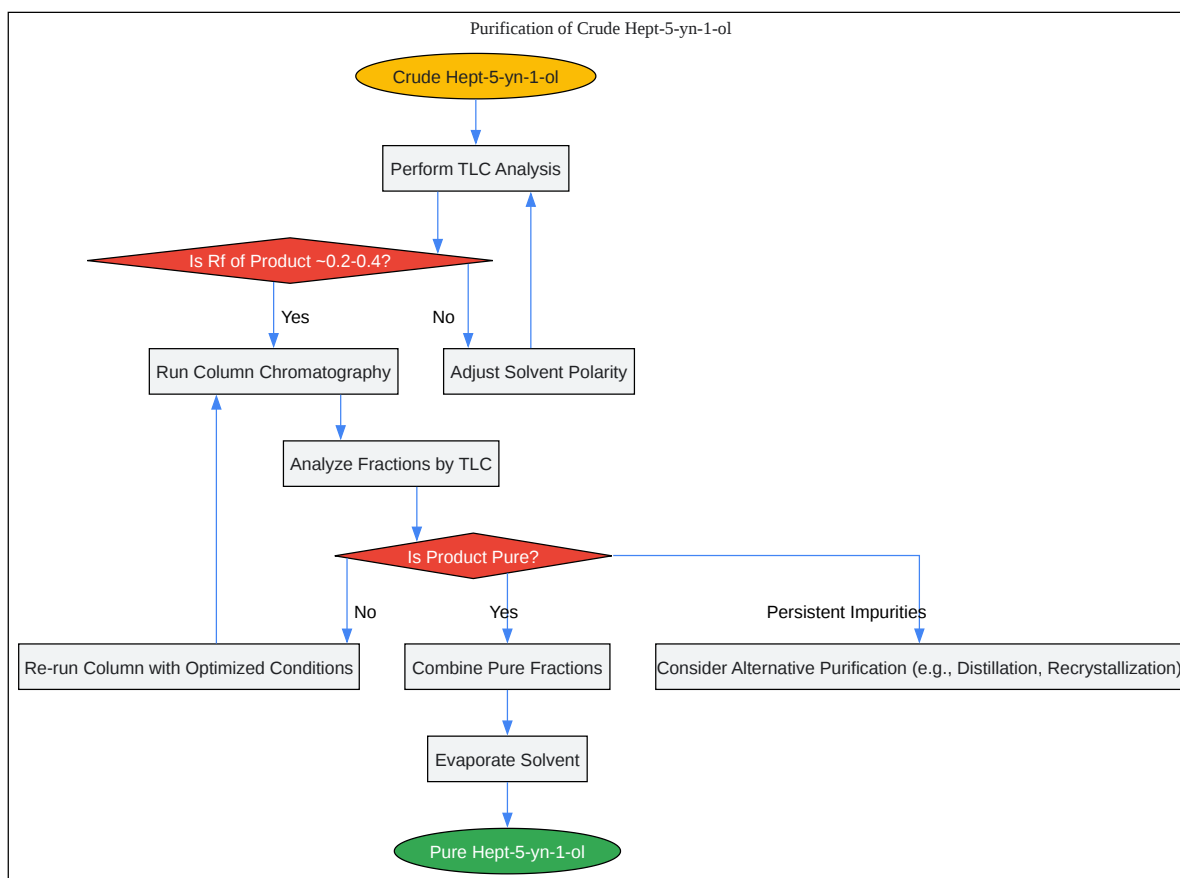 Purification of Crude Hept-5-yn-1-ol
Crude Hept-5-yn-1-ol
Perform TLC Analysis
Is Rf of Product ~0.2-0.4?
Yes
No
Run Column Chromatography
Adjust Solvent Polarity
Analyze Fractions by TLC
Is Product Pure?
No
Yes
Persistent Impurities
Re-run Column with Optimized Conditions
Combine Pure Fractions
Consider Alternative Purification (e.g., Distillation, Recrystallization)
Evaporate Solvent
Pure Hept-5-yn-1-ol